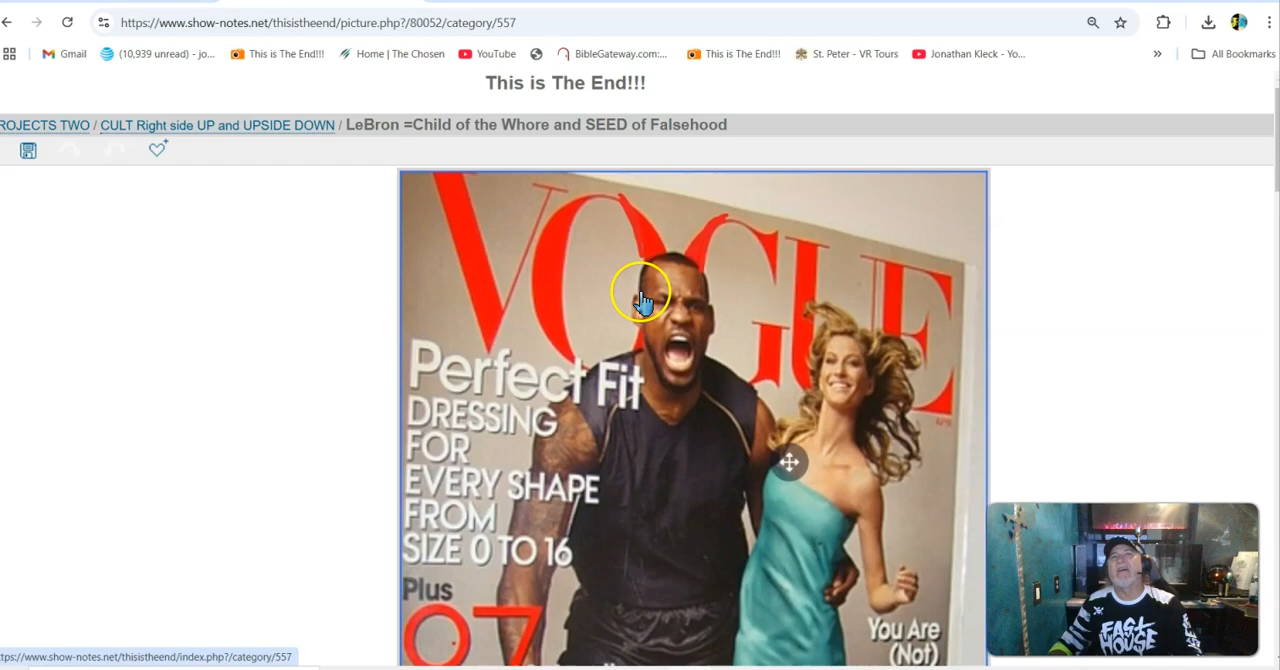 https://www.show-notes.net/thisistheend/picture.php?/80052/category/557
Gmail
(10,939 unread) - jo...
This is The End!!!
Home | The Chosen
YouTube
BibleGateway.com:...
This is The End!!!
St. Peter - VR Tours
Jonathan Kleck - Yo...
»
All Bookmarks
This is The End!!!
ROJECTS TWO / CULT Right side UP and UPSIDE DOWN / LeBron =Child of the Whore and SEED of Falsehood
VOGUE
APR
Perfect Fit
DRESSING
FOR
EVERY SHAPE
FROM
SIZE 0 TO 16
Plus
You Are
(Not)
FAST
HOUSE
ttps://www.show-notes.net/thisistheend/index.php?/category/557